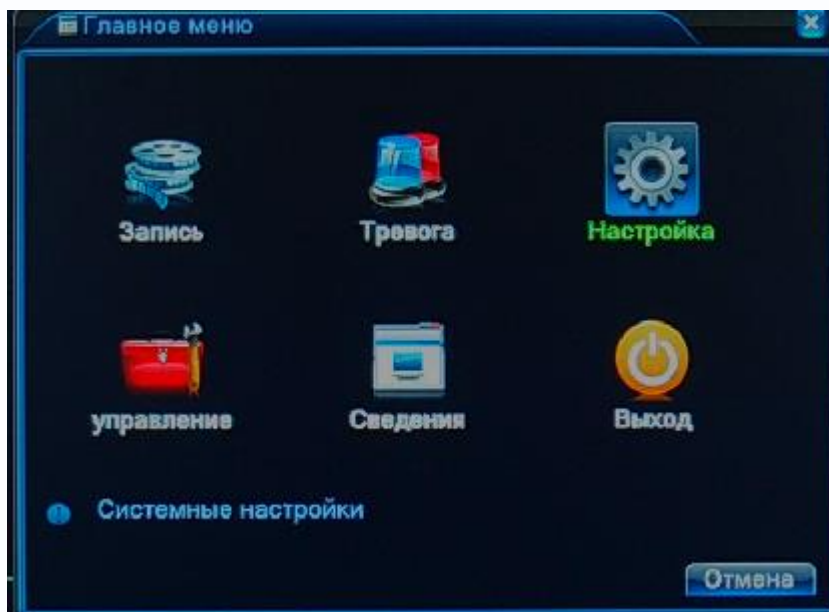 Главное меню
Запись
Тревога
Настройка
управление
Сведения
Выход
Системные настройки
Отмена